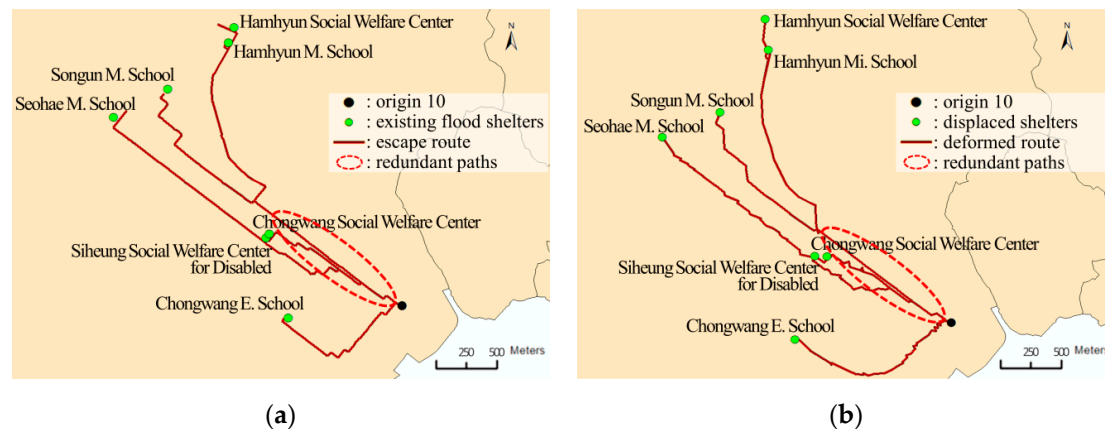 Hamhyun Social Welfare Center
N
Hamhyun M. School
Songun M. School
Seohae M. School
: origin 10
: existing flood shelters
: escape route
: redundant paths
Chongwang Social Welfare Center
Siheung Social Welfare Center
for Disabled
Chongwang E. School
250 500 Meters
(a)
Hamhyun Social Welfare Center
N
Hamhyun Mi. School
Songun M. School
Seohae M. School
: origin 10
: displaced shelters
: deformed route
: redundant paths
Chongwang Social Welfare Center
Siheung Social Welfare Center
for Disabled
Chongwang E. School
250 500 Meters
(b)